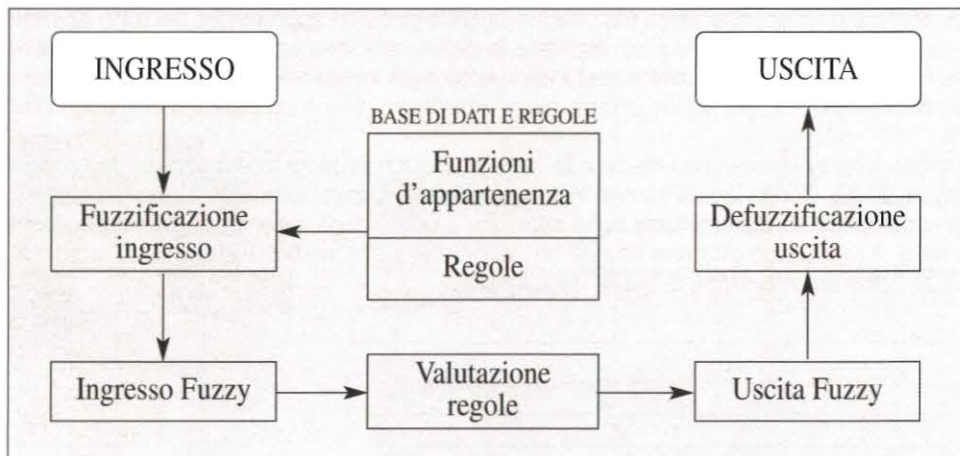 INGRESSO
USCITA
BASE DI DATI E REGOLE
Funzioni
d'appartenenza
Regole
Fuzzificazione
ingresso
Defuzzificazione
uscita
Ingresso Fuzzy
Valutazione
regole
Uscita Fuzzy